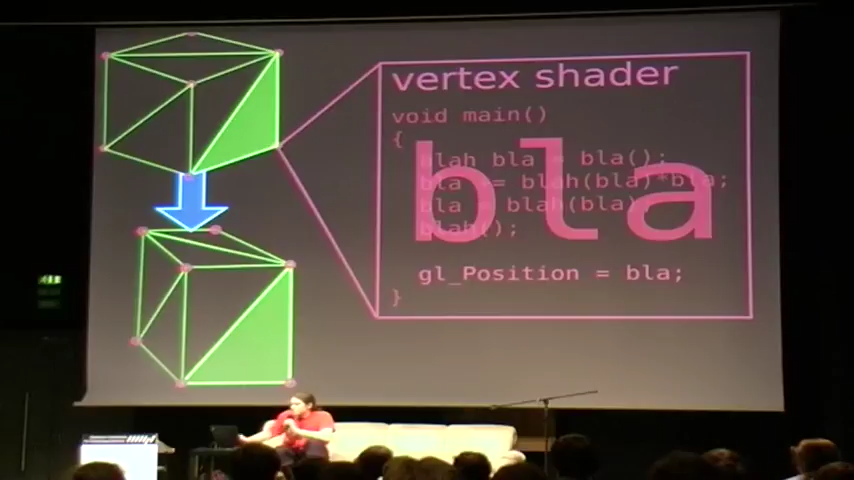 vertex shader
void main()
{
blah bla = bla();
bla += blah(bla)*bla;
bla = blah(bla)
blah();
bla
gl_Position = bla;
}